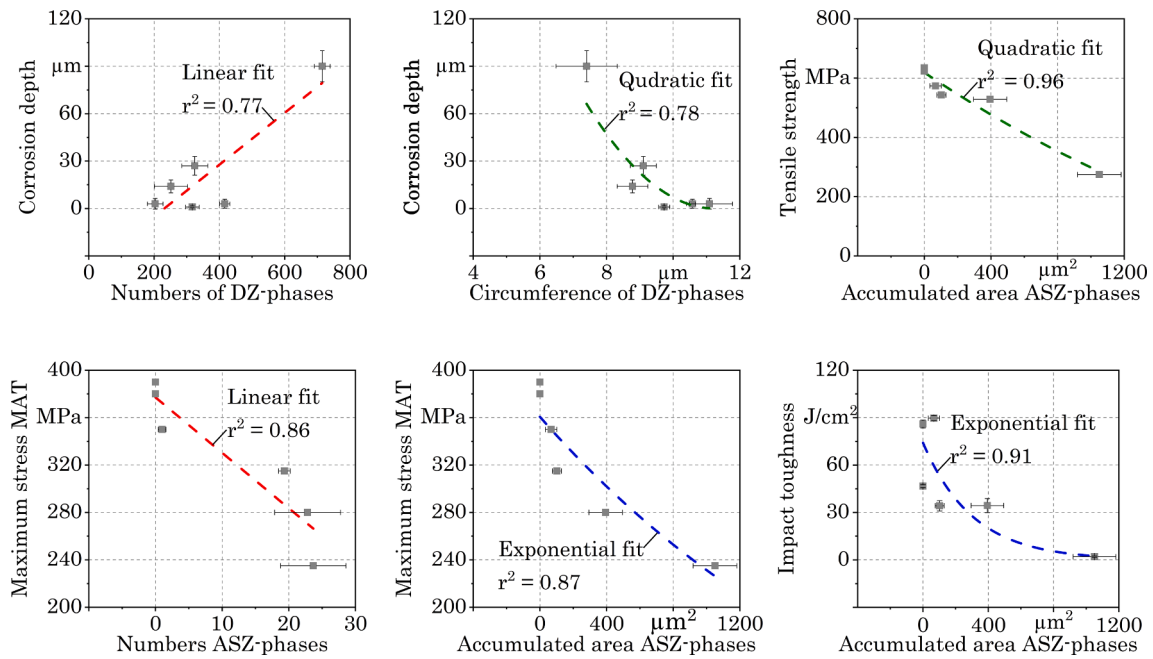 120
µm
60
30
0
Corrosion depth
Linear fit
r² = 0.77
0 200 400 600 800
Numbers of DZ-phases
120
µm
60
30
0
Corrosion depth
Qudratic fit
r² = 0.78
4 6 8 µm 12
Circumference of DZ-phases
800
MPa
400
200
0
Tensile strength
Quadratic fit
r² = 0.96
0 400 µm² 1200
Accumulated area ASZ-phases
400
MPa
320
280
240
200
Maximum stress MAT
Linear fit
r² = 0.86
0 10 20 30
Numbers ASZ-phases
400
MPa
320
280
240
200
Maximum stress MAT
Exponential fit
r² = 0.87
0 400 µm² 1200
Accumulated area ASZ-phases
120
J/cm²
60
30
0
Impact toughness
Exponential fit
r² = 0.91
0 400 µm² 1200
Accumulated area ASZ-phases